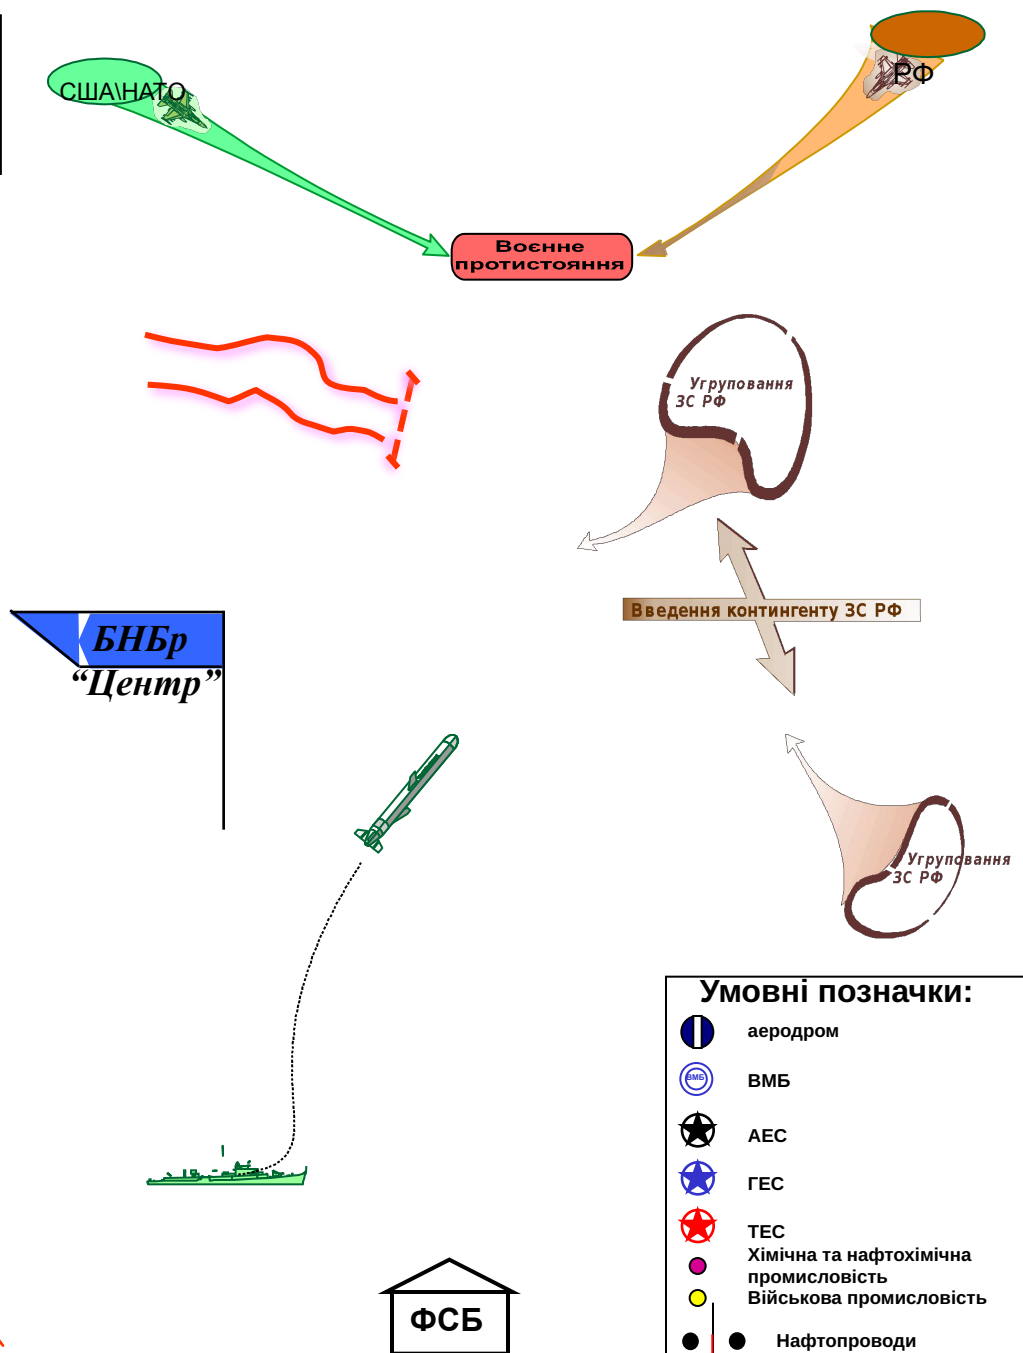 США\НАТО
РФ
Воєнне
протистояння
Угруповання
ЗС РФ
Введення контингенту ЗС РФ
БНБр
“Центр”
Угруповання
ЗС РФ
Умовні позначки:
аеродром
ВМБ
ВМБ
АЕС
ГЕС
ТЕС
Хімічна та нафтохімічна
промисловість
Військова промисловість
Нафтопроводи
ФСБ